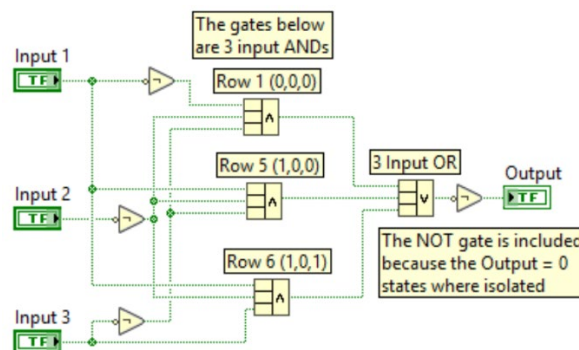 The gates below
are 3 input ANDs
Input 1
TF
Row 1 (0,0,0)
Row 5 (1,0,0)
3 Input OR
Output
TF
Input 2
TF
The NOT gate is included
because the Output = 0
states where isolated
Row 6 (1,0,1)
Input 3
TF